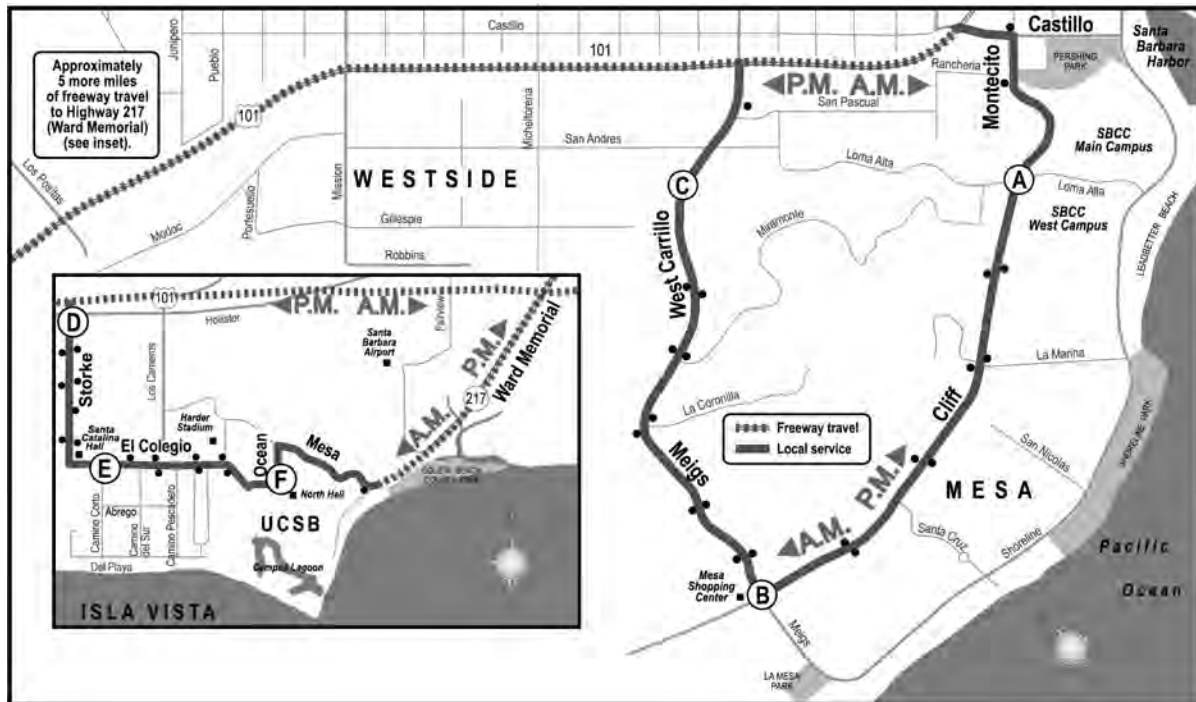 Approximately
5 more miles
of freeway travel
to Highway 217
(Ward Memorial)
(see inset).
Junipero
Pueblo
Castillo
101
Castillo
Santa
Barbara
Harbor
PERSHING
PARK
Rancheria
Montecito
P.M. A.M.
San Pascual
101
Micheltorena
San Andres
SBCC
Main Campus
Loma Alta
A
Loma Alta
SBCC
West Campus
LEADBETTER BEACH
Los Positas
Modoc
Portesuello
Mission
WESTSIDE
C
Gillespie
Robbins
Miramonte
West Carrillo
La Marina
La Coronilla
Cliff
Freeway travel
Local service
Meigs
San Nicolas
SHORELINE PARK
P.M.
A.M.
MESA
Santa Cruz
Shoreline
Pacific
Ocean
Mesa
Shopping
Center
B
Meigs
LA MESA
PARK
101
P.M. A.M.
D
Hollister
Fairview
Santa
Barbara
Airport
Storke
Los Carneros
P.M.
Ward Memorial
217
A.M.
Santa
Catalina
Hall
El Colegio
Harder
Stadium
Ocean
Mesa
E
F
North Hall
Camino Corto
Abrego
Camino
del Sur
Camino Pescadero
UCSB
Del Playa
Campus Lagoon
ISLA VISTA